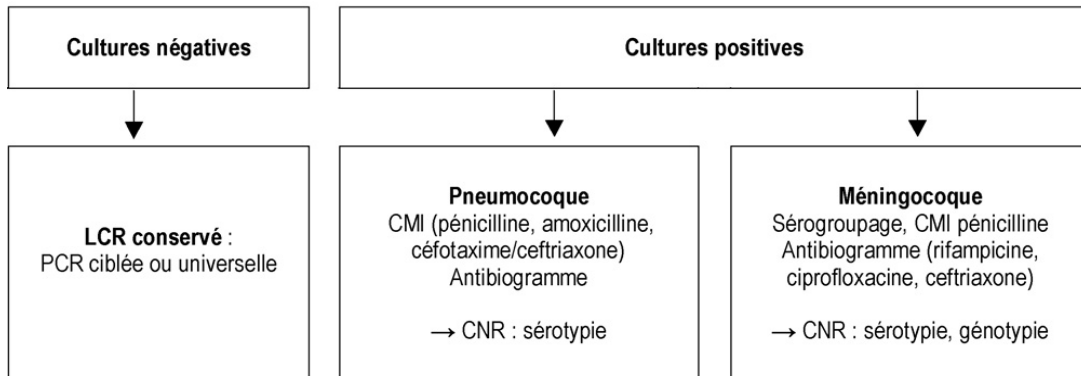 Cultures négatives
Cultures positives
LCR conservé :
PCR ciblée ou universelle
Pneumocoque
CMI (pénicilline, amoxicilline,
céfotaxime/ceftriaxone)
Antibiogramme
→ CNR : sérotypie
Méningocoque
Sérogroupage, CMI pénicilline
Antibiogramme (rifampicine,
ciprofloxacine, ceftriaxone)
→ CNR : sérotypie, génotypie